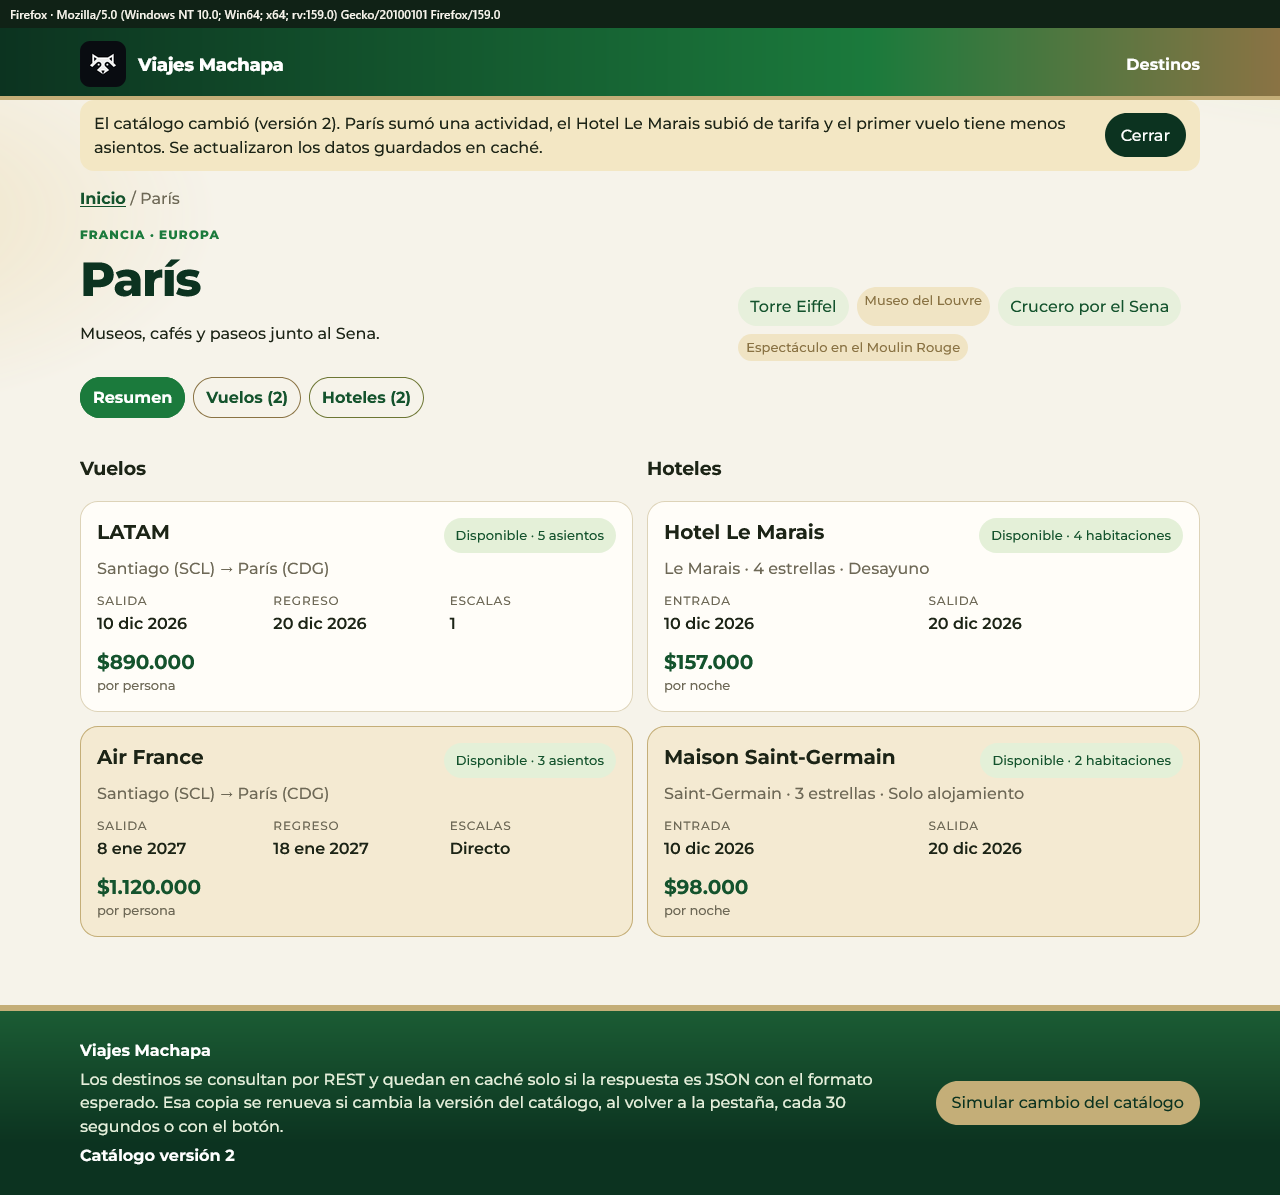 Firefox · Mozilla/5.0 (Windows NT 10.0; Win64; x64; rv:159.0) Gecko/20100101 Firefox/159.0
Viajes Machapa
Destinos
El catálogo cambió (versión 2). París sumó una actividad, el Hotel Le Marais subió de tarifa y el primer vuelo tiene menos
asientos. Se actualizaron los datos guardados en caché.
Cerrar
Inicio / París
FRANCIA · EUROPA
París
Museos, cafés y paseos junto al Sena.
Torre Eiffel
Museo del Louvre
Crucero por el Sena
Espectáculo en el Moulin Rouge
Resumen
Vuelos (2)
Hoteles (2)
Vuelos
LATAM
Disponible · 5 asientos
Santiago (SCL) → París (CDG)
SALIDA
REGRESO
ESCALAS
10 dic 2026
20 dic 2026
1
$890.000
por persona
Air France
Disponible · 3 asientos
Santiago (SCL) → París (CDG)
SALIDA
REGRESO
ESCALAS
8 ene 2027
18 ene 2027
Directo
$1.120.000
por persona
Hoteles
Hotel Le Marais
Disponible · 4 habitaciones
Le Marais · 4 estrellas · Desayuno
ENTRADA
SALIDA
10 dic 2026
20 dic 2026
$157.000
por noche
Maison Saint-Germain
Disponible · 2 habitaciones
Saint-Germain · 3 estrellas · Solo alojamiento
ENTRADA
SALIDA
10 dic 2026
20 dic 2026
$98.000
por noche
Viajes Machapa
Los destinos se consultan por REST y quedan en caché solo si la respuesta es JSON con el formato
esperado. Esa copia se renueva si cambia la versión del catálogo, al volver a la pestaña, cada 30
segundos o con el botón.
Catálogo versión 2
Simular cambio del catálogo